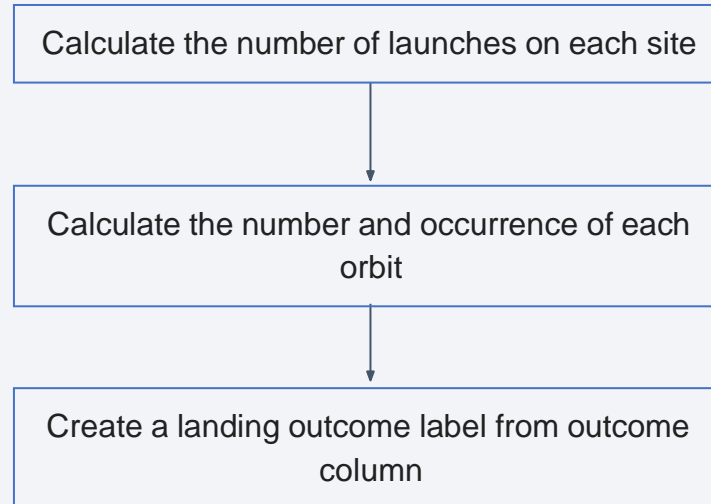 Calculate the number of launches on each site
Calculate the number and occurrence of each
orbit
Create a landing outcome label from outcome
column